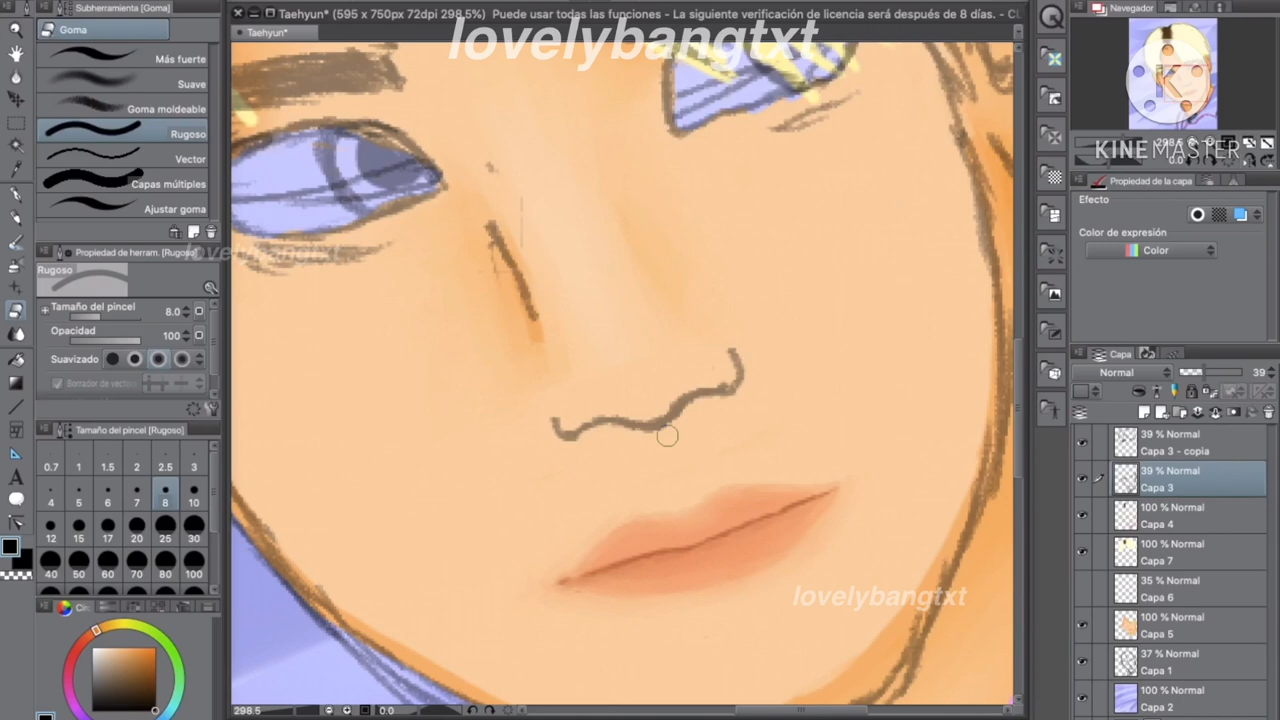 Subherramienta (Goma)
Goma
Más fuerte
Suave
Goma moldeable
Rugoso
Vector
Capas múltiples
Ajustar goma
Propiedad de herram. [Rugoso]
Rugoso
Tamaño del pincel 8.0
Opacidad 100
Suavizado
Borrador de vecto
Tamaño del pincel [Rugoso]
0.7 1 1.5 2 2.5 3
4 5 6 7 8 10
12 15 17 20 25 30
40 50 60 70 80 100
Taehyun* (595 x 750px 72dpi 298.5%) Puede usar todas las funciones - La siguiente verificación de licencia será después de 8 días. - CL
Taehyun*
lovelybangtxt
lovelybangtxt
lovelybangtxt
298.5 0.0
Navegador
298.5
0.0
KINEMASTER
Propiedad de la capa
Efecto
Color de expresión
Color
Capa
Normal 39
39 % Normal
Capa 3 - copia
39 % Normal
Capa 3
100 % Normal
Capa 4
100 % Normal
Capa 7
35 % Normal
Capa 6
100 % Normal
Capa 5
37 % Normal
Capa 1
100 % Normal
Capa 2